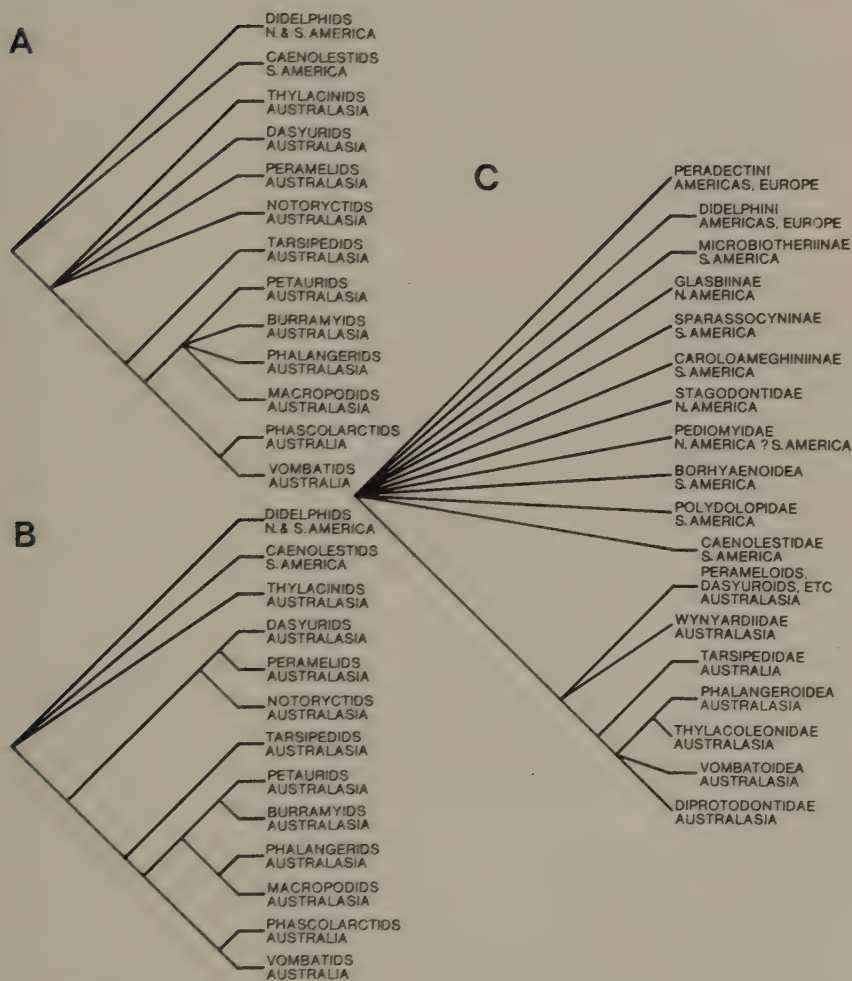 A
DIDELPHIDS
N. & S. AMERICA
CAENOLESTIDS
S. AMERICA
THYLACINIDS
AUSTRALASIA
DASYURIDS
AUSTRALASIA
PERAMELIDS
AUSTRALASIA
NOTORYCTIDS
AUSTRALASIA
TARSIPEDIDS
AUSTRALASIA
PETAURIDS
AUSTRALASIA
BURRAMYIDS
AUSTRALASIA
PHALANGERIDS
AUSTRALASIA
MACROPODIDS
AUSTRALASIA
PHASCOLARCTIDS
AUSTRALIA
VOMBATIDS
AUSTRALIA
B
DIDELPHIDS
N. & S. AMERICA
CAENOLESTIDS
S. AMERICA
THYLACINIDS
AUSTRALASIA
DASYURIDS
AUSTRALASIA
PERAMELIDS
AUSTRALASIA
NOTORYCTIDS
AUSTRALASIA
TARSIPEDIDS
AUSTRALASIA
PETAURIDS
AUSTRALASIA
BURRAMYIDS
AUSTRALASIA
PHALANGERIDS
AUSTRALASIA
MACROPODIDS
AUSTRALASIA
PHASCOLARCTIDS
AUSTRALIA
VOMBATIDS
AUSTRALIA
C
PERADECTINI
AMERICAS, EUROPE
DIDELPHINI
AMERICAS, EUROPE
MICROBIOTHERIINAE
S. AMERICA
GLASBIINAE
N. AMERICA
SPARASSOCYNINAE
S. AMERICA
CAROLOAMEGHINIINAE
S. AMERICA
STAGODONTIDAE
N. AMERICA
PEDIOMYIDAE
N. AMERICA ? S. AMERICA
BORHYAENOIDEA
S. AMERICA
POLYDOLOPIDAE
S. AMERICA
CAENOLESTIDAE
S. AMERICA
PERAMELOIDS,
DASYUROIDS, ETC
AUSTRALASIA
WYNYARDIIDAE
AUSTRALASIA
TARSIPEDIDAE
AUSTRALIA
PHALANGEROIDEA
AUSTRALASIA
THYLACOLEONIDAE
AUSTRALASIA
VOMBATOIDEA
AUSTRALASIA
DIPROTODONTIDAE
AUSTRALASIA